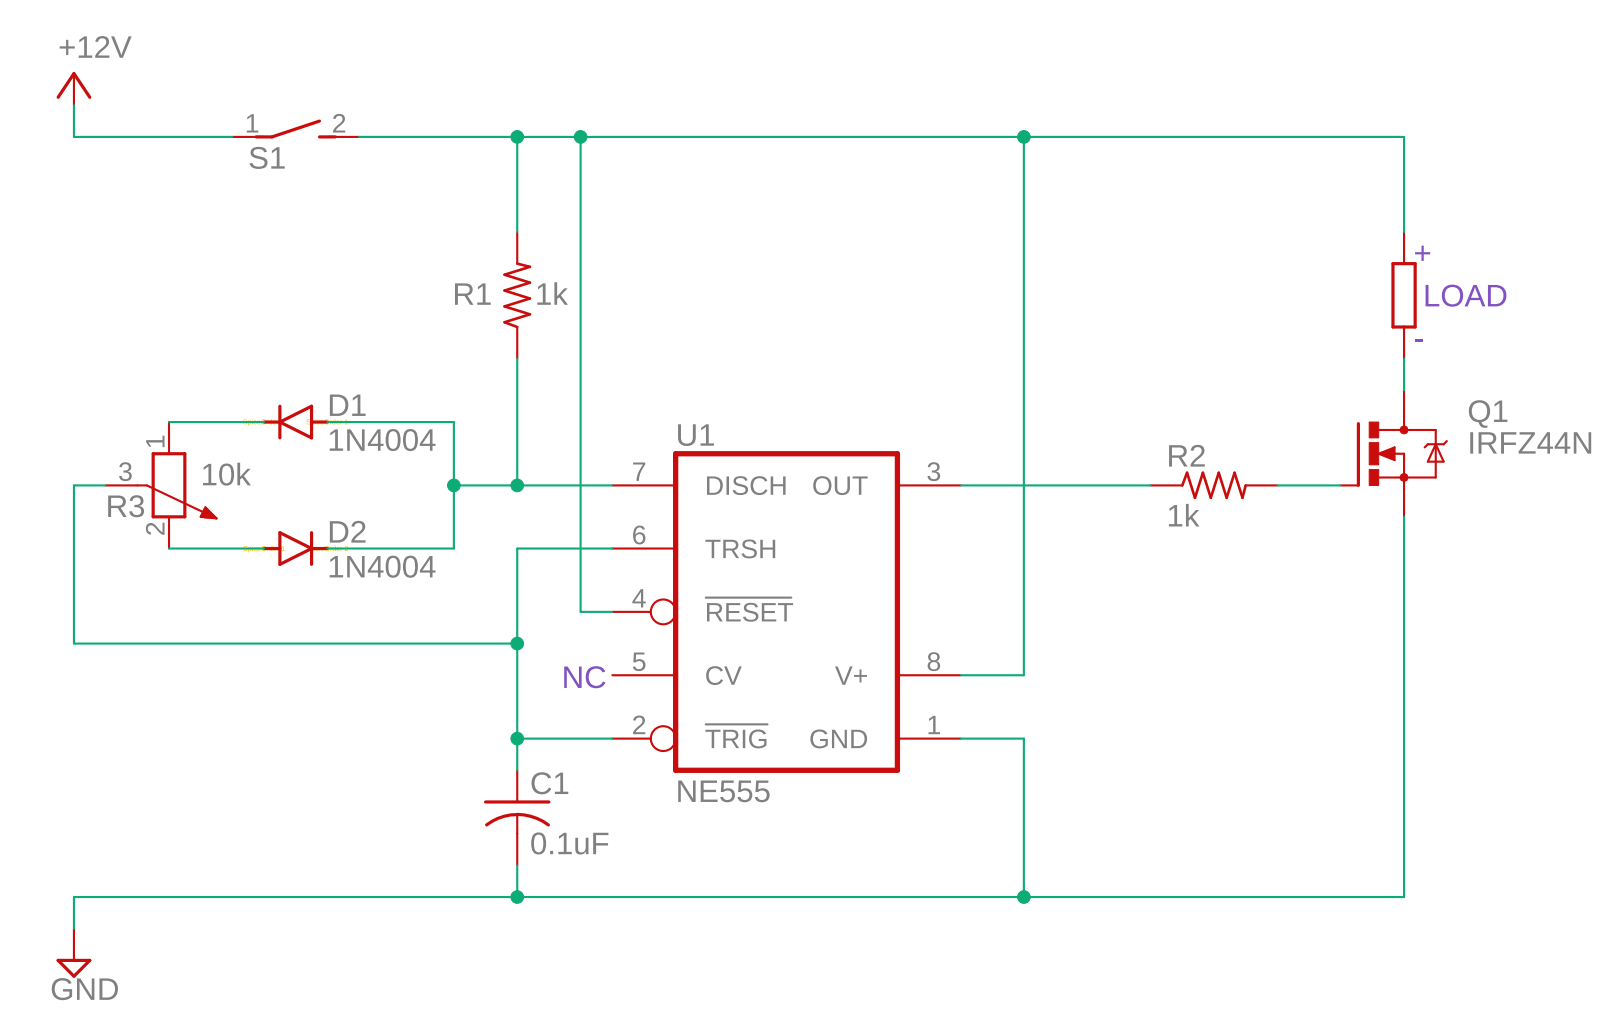 +12V
1
2
S1
R1
1k
+
LOAD
-
D1
1N4004
Q1
IRFZ44N
1
3
10k
R3
2
D2
1N4004
U1
7
DISCH
OUT
3
R2
1k
6
TRSH
4
RESET
NC
5
CV
V+
8
2
TRIG
GND
1
NE555
C1
0.1uF
GND